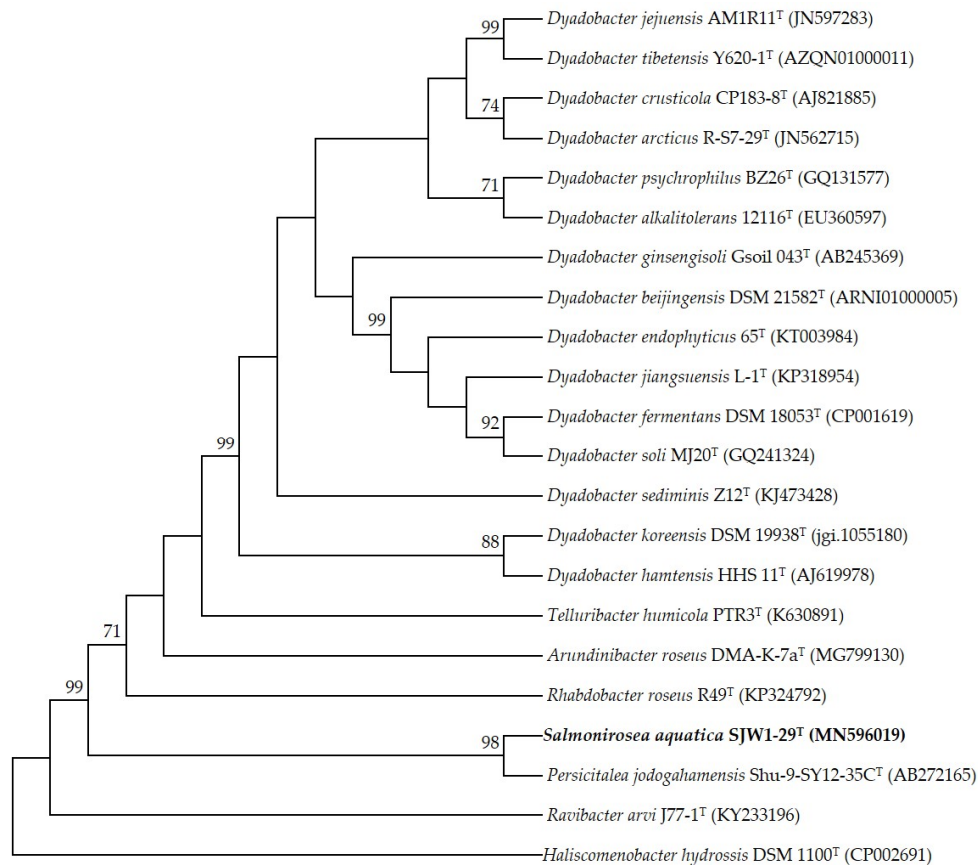 99
Dyadobacter jejuensis AM1R11ᵀ (JN597283)
Dyadobacter tibetensis Y620-1ᵀ (AZQN01000011)
74
Dyadobacter crusticola CP183-8ᵀ (AJ821885)
Dyadobacter arcticus R-S7-29ᵀ (JN562715)
71
Dyadobacter psychrophilus BZ26ᵀ (GQ131577)
Dyadobacter alkalitolerans 12116ᵀ (EU360597)
Dyadobacter ginsengisoli Gsoil 043ᵀ (AB245369)
Dyadobacter beijingensis DSM 21582ᵀ (ARNI01000005)
99
Dyadobacter endophyticus 65ᵀ (KT003984)
Dyadobacter jiangsuensis L-1ᵀ (KP318954)
92
Dyadobacter fermentans DSM 18053ᵀ (CP001619)
99
Dyadobacter soli MJ20ᵀ (GQ241324)
Dyadobacter sediminis Z12ᵀ (KJ473428)
88
Dyadobacter koreensis DSM 19938ᵀ (jgi.1055180)
Dyadobacter hamtensis HHS 11ᵀ (AJ619978)
Telluribacter humicola PTR3ᵀ (K630891)
71
Arundinibacter roseus DMA-K-7aᵀ (MG799130)
99
Rhabdobacter roseus R49ᵀ (KP324792)
98
Salmonirosea aquatica SJW1-29ᵀ (MN596019)
Persicitalea jodogahamensis Shu-9-SY12-35Cᵀ (AB272165)
Ravibacter arvi J77-1ᵀ (KY233196)
Haliscomenobacter hydrossis DSM 1100ᵀ (CP002691)